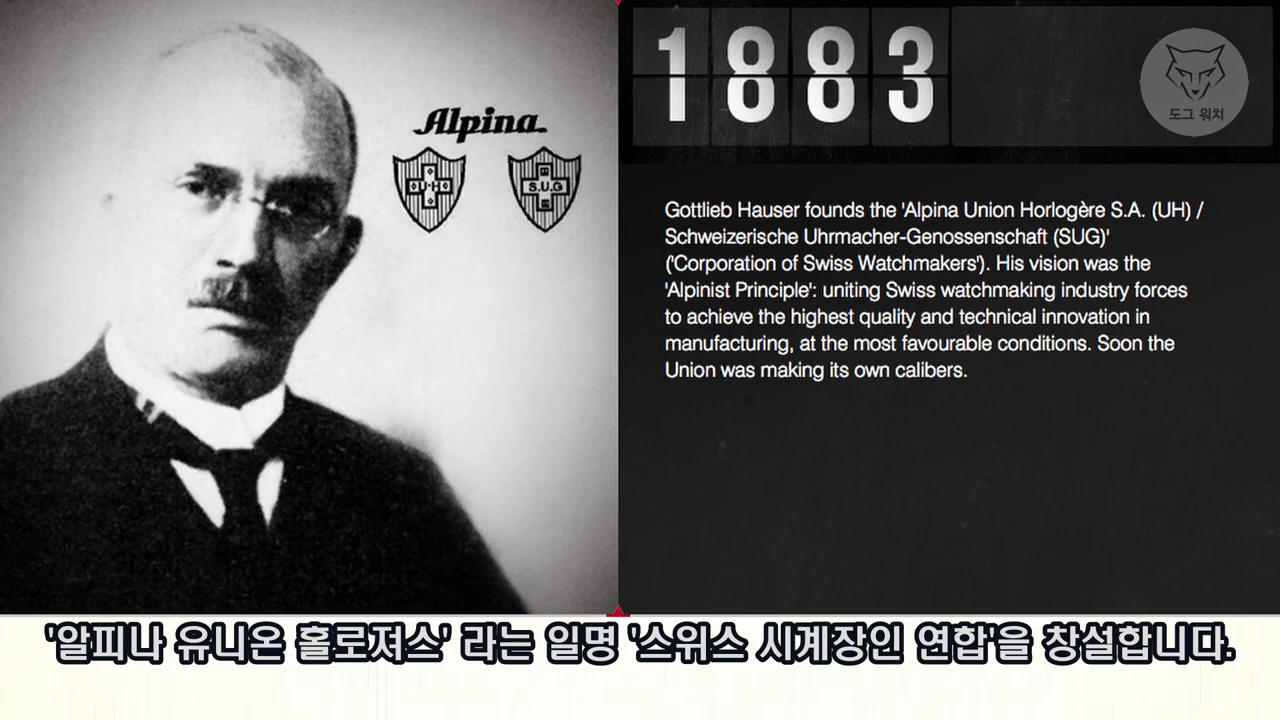 Alpina
U·H
S.U.G
1883
도그 워치
Gottlieb Hauser founds the 'Alpina Union Horlogère S.A. (UH) /
Schweizerische Uhrmacher-Genossenschaft (SUG)'
('Corporation of Swiss Watchmakers'). His vision was the
'Alpinist Principle': uniting Swiss watchmaking industry forces
to achieve the highest quality and technical innovation in
manufacturing, at the most favourable conditions. Soon the
Union was making its own calibers.
'알피나 유니온 홀로져스' 라는 일명 '스위스 시계장인 연합'을 창설합니다.